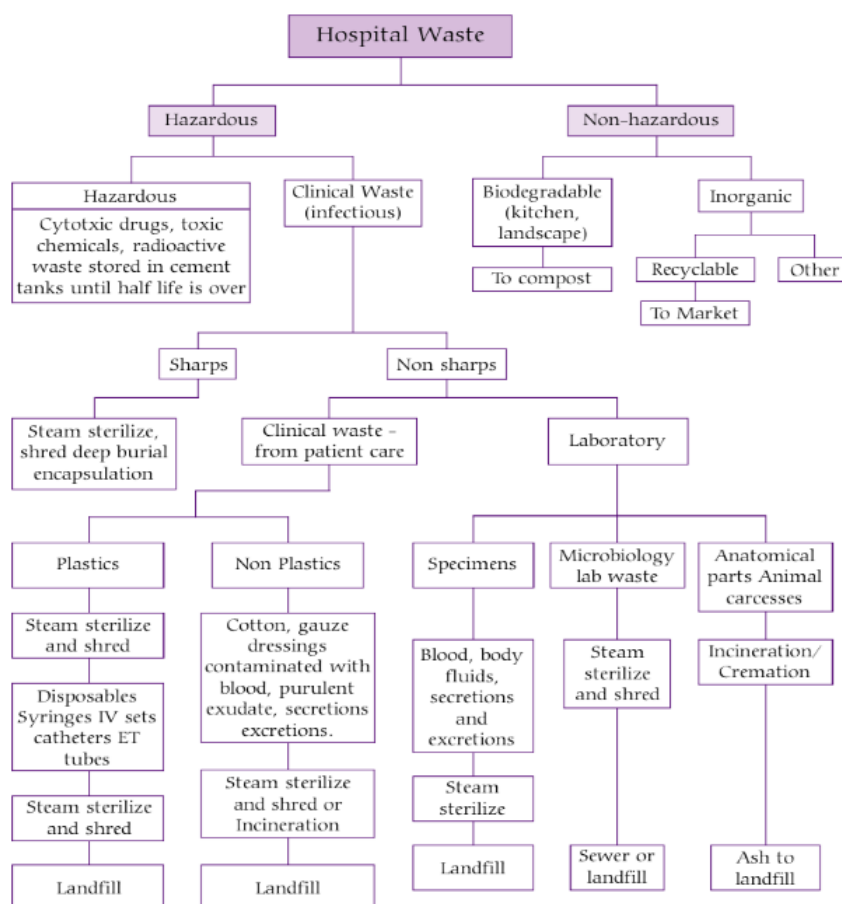 Hospital Waste
Hazardous
Non-hazardous
Hazardous
Cytotxic drugs, toxic
chemicals, radioactive
waste stored in cement
tanks until half life is over
Clinical Waste
(infectious)
Biodegradable
(kitchen,
landscape)
To compost
Inorganic
Recyclable
Other
To Market
Sharps
Non sharps
Steam sterilize,
shred deep burial
encapsulation
Clinical waste –
from patient care
Laboratory
Plastics
Steam sterilize
and shred
Disposables
Syringes IV sets
catheters ET
tubes
Steam sterilize
and shred
Landfill
Non Plastics
Cotton, gauze
dressings
contaminated with
blood, purulent
exudate, secretions
excretions.
Steam sterilize
and shred or
Incineration
Landfill
Specimens
Blood, body
fluids,
secretions
and
excretions
Steam
sterilize
Landfill
Microbiology
lab waste
Steam
sterilize
and shred
Sewer or
landfill
Anatomical
parts Animal
carcesses
Incineration/
Cremation
Ash to
landfill